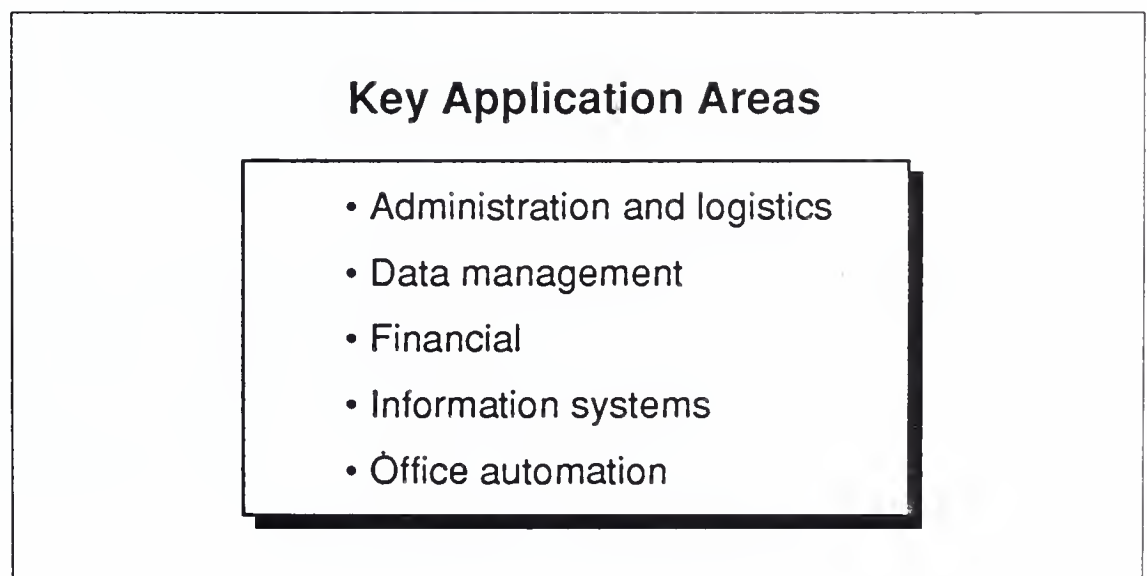 Key Application Areas
• Administration and logistics
• Data management
• Financial
• Information systems
• Office automation